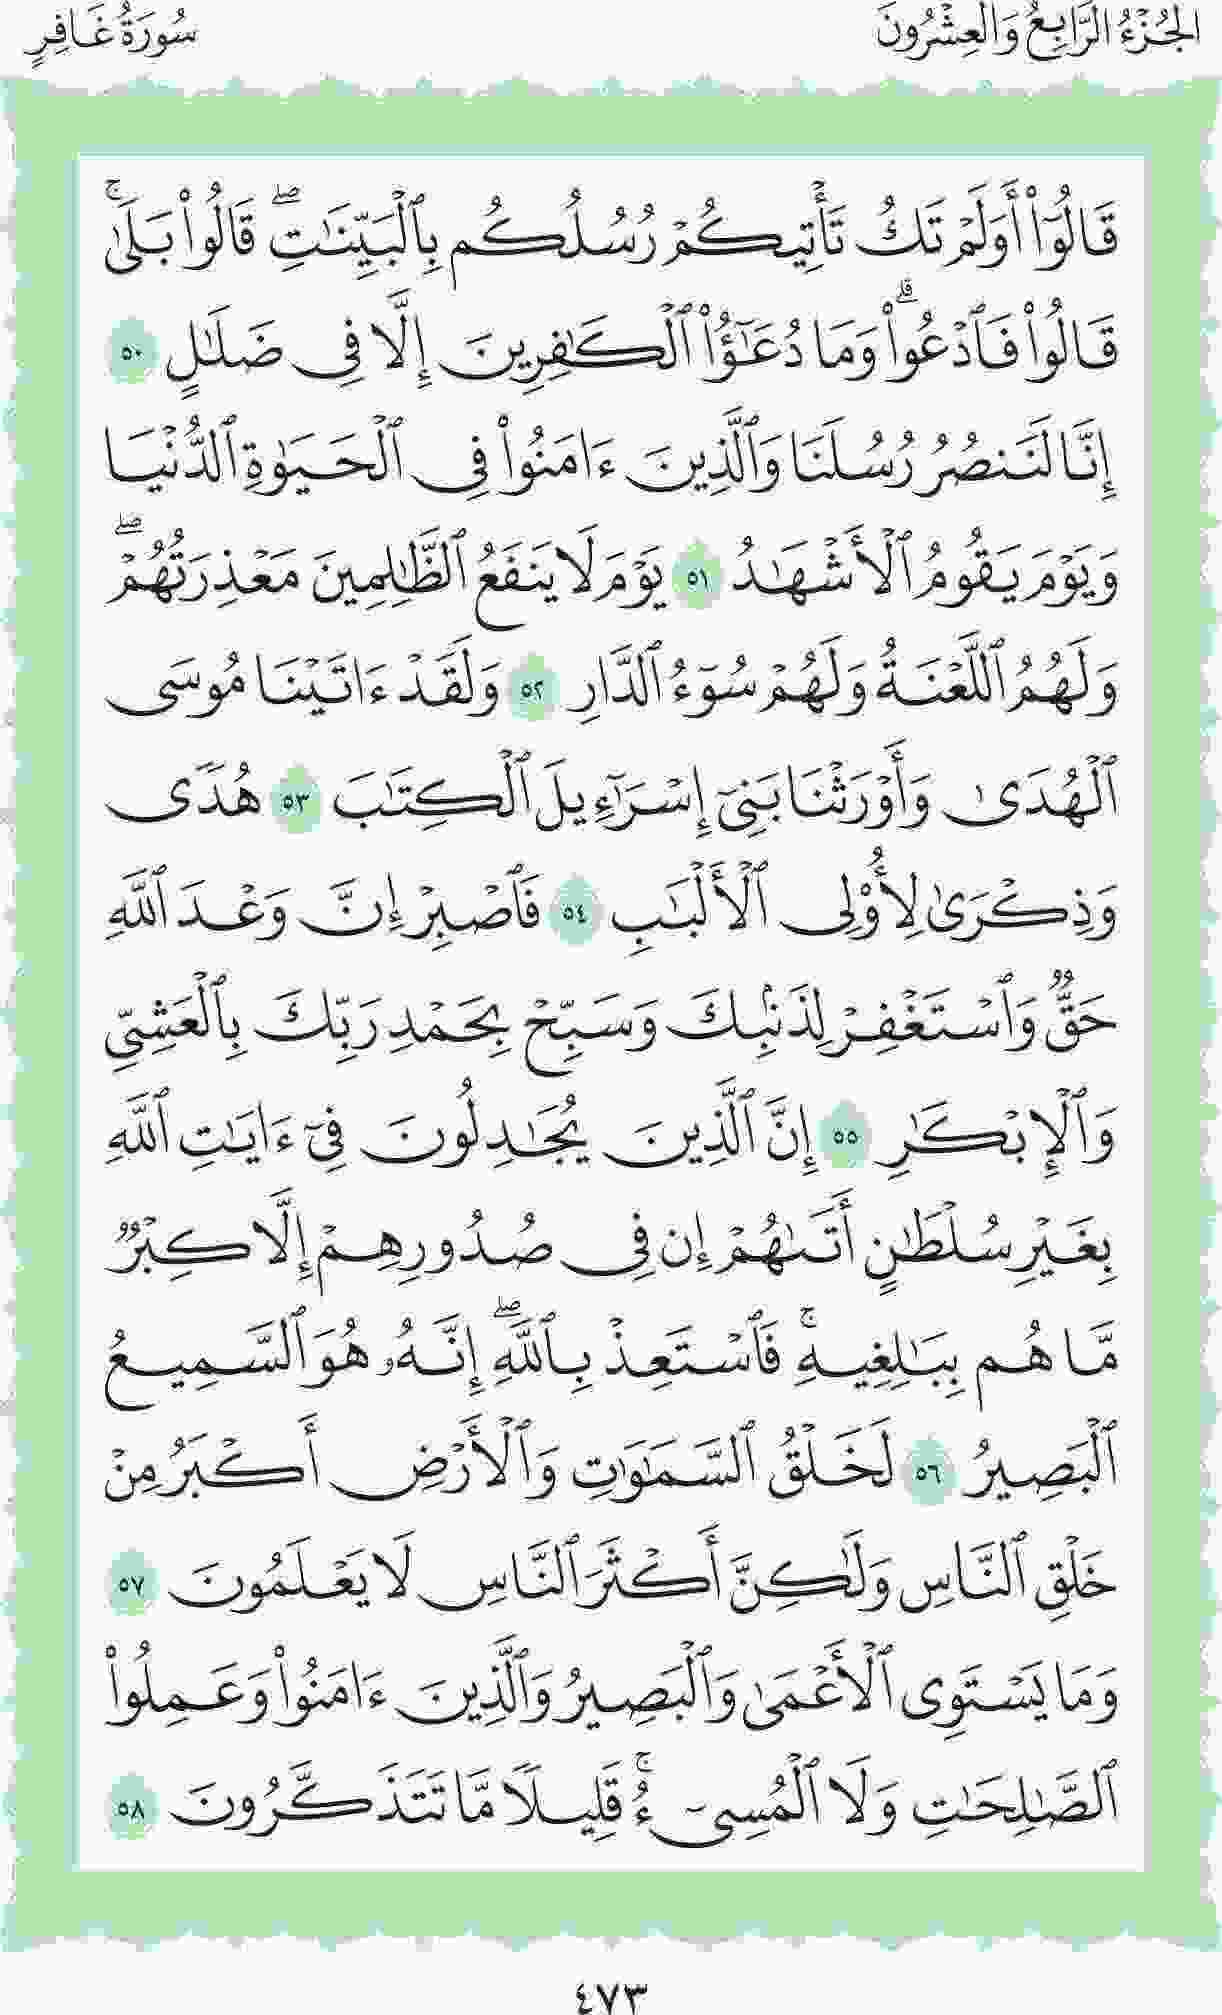 الجُزْءُ الرَّابِعُ وَالعِشْرُونَ
سُورَةُ غَافِرٍ
قَالُوٓا۟ أَوَلَمْ تَكُ تَأْتِيكُمْ رُسُلُكُم بِٱلْبَيِّنَٰتِۖ قَالُوا۟ بَلَىٰۚ
قَالُوا۟ فَٱدْعُوا۟ۗ وَمَا دُعَٰٓؤُا۟ ٱلْكَٰفِرِينَ إِلَّا فِى ضَلَٰلٍ ٥٠
إِنَّا لَنَنصُرُ رُسُلَنَا وَٱلَّذِينَ ءَامَنُوا۟ فِى ٱلْحَيَوٰةِ ٱلدُّنْيَا
وَيَوْمَ يَقُومُ ٱلْأَشْهَٰدُ ٥١ يَوْمَ لَا يَنفَعُ ٱلظَّٰلِمِينَ مَعْذِرَتُهُمْۖ
وَلَهُمُ ٱللَّعْنَةُ وَلَهُمْ سُوٓءُ ٱلدَّارِ ٥٢ وَلَقَدْ ءَاتَيْنَا مُوسَى
ٱلْهُدَىٰ وَأَوْرَثْنَا بَنِىٓ إِسْرَٰٓءِيلَ ٱلْكِتَٰبَ ٥٣ هُدًى
وَذِكْرَىٰ لِأُو۟لِى ٱلْأَلْبَٰبِ ٥٤ فَٱصْبِرْ إِنَّ وَعْدَ ٱللَّهِ
حَقٌّ وَٱسْتَغْفِرْ لِذَنۢبِكَ وَسَبِّحْ بِحَمْدِ رَبِّكَ بِٱلْعَشِىِّ
وَٱلْإِبْكَٰرِ ٥٥ إِنَّ ٱلَّذِينَ يُجَٰدِلُونَ فِىٓ ءَايَٰتِ ٱللَّهِ
بِغَيْرِ سُلْطَٰنٍ أَتَىٰهُمْ إِن فِى صُدُورِهِمْ إِلَّا كِبْرٌ
مَّا هُم بِبَٰلِغِيهِۚ فَٱسْتَعِذْ بِٱللَّهِۖ إِنَّهُۥ هُوَ ٱلسَّمِيعُ
ٱلْبَصِيرُ ٥٦ لَخَلْقُ ٱلسَّمَٰوَٰتِ وَٱلْأَرْضِ أَكْبَرُ مِنْ
خَلْقِ ٱلنَّاسِ وَلَٰكِنَّ أَكْثَرَ ٱلنَّاسِ لَا يَعْلَمُونَ ٥٧
وَمَا يَسْتَوِى ٱلْأَعْمَىٰ وَٱلْبَصِيرُ وَٱلَّذِينَ ءَامَنُوا۟ وَعَمِلُوا۟
ٱلصَّٰلِحَٰتِ وَلَا ٱلْمُسِىٓءُۚ قَلِيلًا مَّا تَتَذَكَّرُونَ ٥٨
٤٧٣